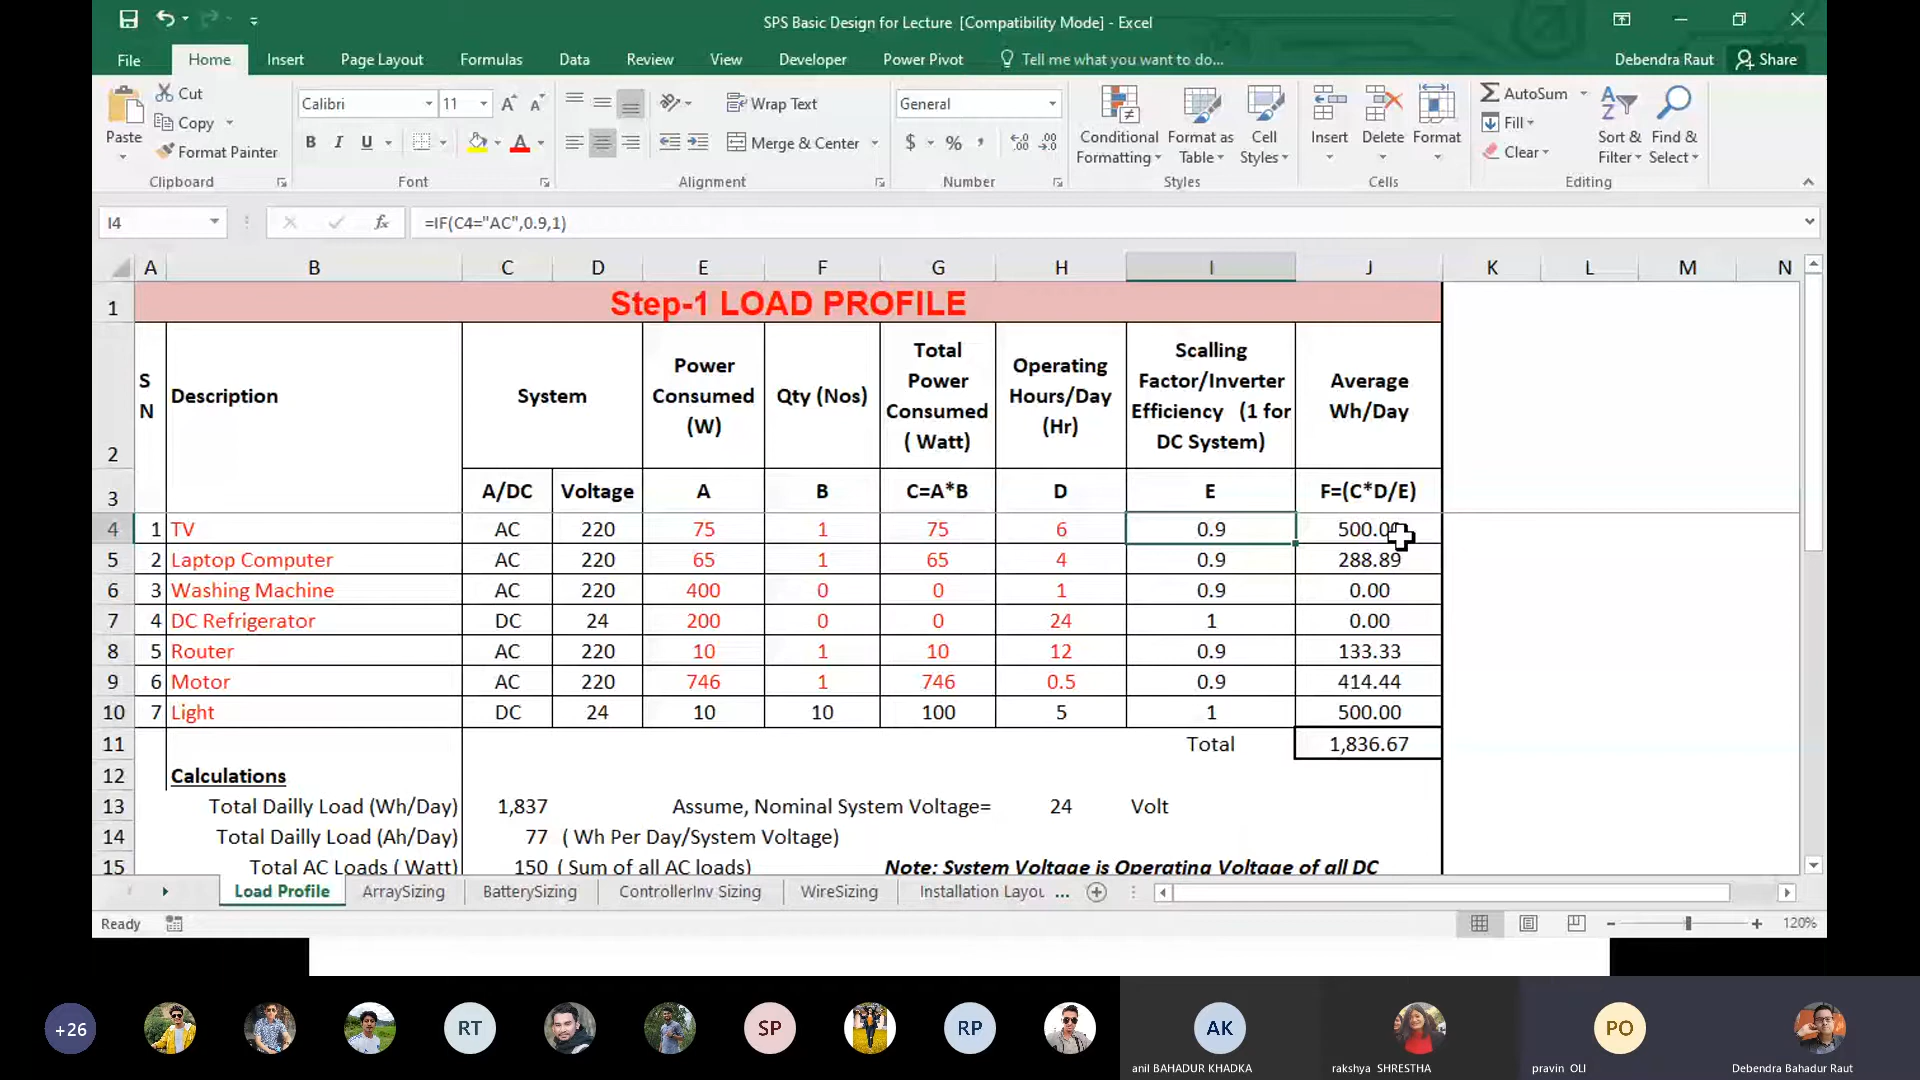 SPS Basic Design for Lecture [Compatibility Mode] - Excel
File Home Insert Page Layout Formulas Data Review View Developer Power Pivot Tell me what you want to do... Debendra Raut Share
Paste Cut Copy Format Painter Clipboard
Calibri 11 A A B I U A Font
Wrap Text Merge & Center Alignment
General $ % , Number
Conditional Formatting Format as Table Cell Styles Styles
Insert Delete Format Cells
AutoSum Fill Clear Sort & Filter Find & Select Editing
I4 fx =IF(C4="AC",0.9,1)
A B C D E F G H I J K L M N
1 Step-1 LOAD PROFILE
2 S N Description System Power Consumed (W) Qty (Nos) Total Power Consumed ( Watt) Operating Hours/Day (Hr) Scalling Factor/Inverter Efficiency (1 for DC System) Average Wh/Day
3 A/DC Voltage A B C=A*B D E F=(C*D/E)
4 1 TV AC 220 75 1 75 6 0.9 500.0
5 2 Laptop Computer AC 220 65 1 65 4 0.9 288.89
6 3 Washing Machine AC 220 400 0 0 1 0.9 0.00
7 4 DC Refrigerator DC 24 200 0 0 24 1 0.00
8 5 Router AC 220 10 1 10 12 0.9 133.33
9 6 Motor AC 220 746 1 746 0.5 0.9 414.44
10 7 Light DC 24 10 10 100 5 1 500.00
11 Total 1,836.67
12 Calculations
13 Total Dailly Load (Wh/Day) 1,837 Assume, Nominal System Voltage= 24 Volt
14 Total Dailly Load (Ah/Day) 77 ( Wh Per Day/System Voltage)
15 Total AC Loads ( Watt) 150 ( Sum of all AC loads) Note: System Voltage is Operating Voltage of all DC
Load Profile ArraySizing BatterySizing ControllerInv Sizing WireSizing Installation Layou ...
Ready 120%
+26 RT SP RP AK PO
anil BAHADUR KHADKA rakshya SHRESTHA pravin OLI Debendra Bahadur Raut